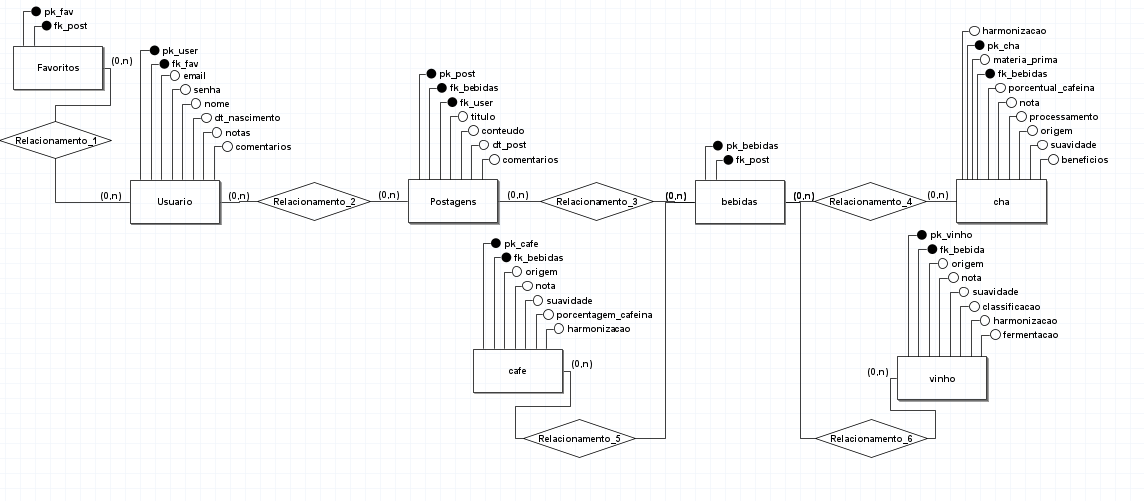 pk_fav
fk_post
Favoritos
(0,n)
Relacionamento_1
(0,n)
pk_user
fk_fav
email
senha
nome
dt_nascimento
notas
comentarios
Usuario
(0,n)
Relacionamento_2
(0,n)
pk_post
fk_bebidas
fk_user
titulo
conteudo
dt_post
comentarios
Postagens
(0,n)
Relacionamento_3
(0,n)
pk_bebidas
fk_post
bebidas
(0,n)
Relacionamento_4
(0,n)
harmonizacao
pk_cha
materia_prima
fk_bebidas
porcentual_cafeina
nota
processamento
origem
suavidade
beneficios
cha
pk_cafe
fk_bebidas
origem
nota
suavidade
porcentagem_cafeina
harmonizacao
cafe
(0,n)
Relacionamento_5
pk_vinho
fk_bebida
origem
nota
suavidade
classificacao
harmonizacao
fermentacao
(0,n)
vinho
Relacionamento_6